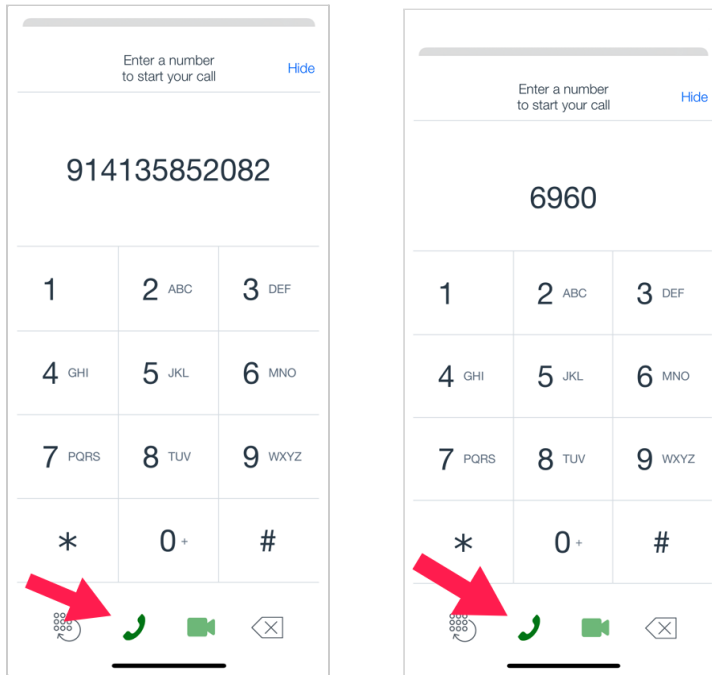 Enter a number
to start your call
Hide
914135852082
1
2 ABC
3 DEF
4 GHI
5 JKL
6 MNO
7 PQRS
8 TUV
9 WXYZ
*
0 +
#
Enter a number
to start your call
Hide
6960
1
2 ABC
3 DEF
4 GHI
5 JKL
6 MNO
7 PQRS
8 TUV
9 WXYZ
*
0 +
#